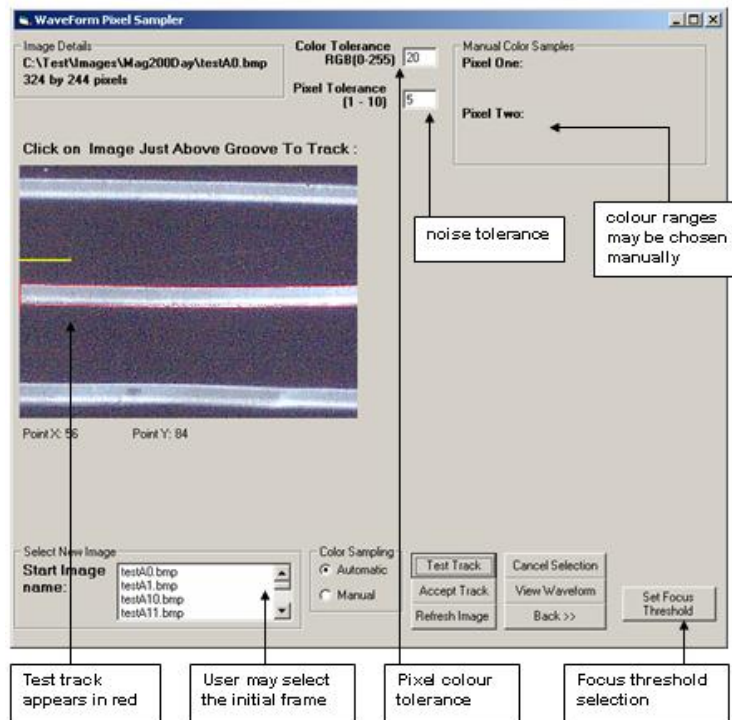 WaveForm Pixel Sampler
Image Details
C:\Test\Images\Mag200Day\testA0.bmp
324 by 244 pixels
Color Tolerance
RGB(0-255)
20
Pixel Tolerance
(1 - 10)
5
Manual Color Samples
Pixel One:
Pixel Two:
Click on Image Just Above Groove To Track :
noise tolerance
colour ranges
may be chosen
manually
Point X: 56
Point Y: 84
Select New Image
Start Image
name:
testA0.bmp
testA1.bmp
testA10.bmp
testA11.bmp
Color Sampling
Automatic
Manual
Test Track
Cancel Selection
Accept Track
View Waveform
Refresh Image
Back >>
Set Focus
Threshold
Test track
appears in red
User may select
the initial frame
Pixel colour
tolerance
Focus threshold
selection